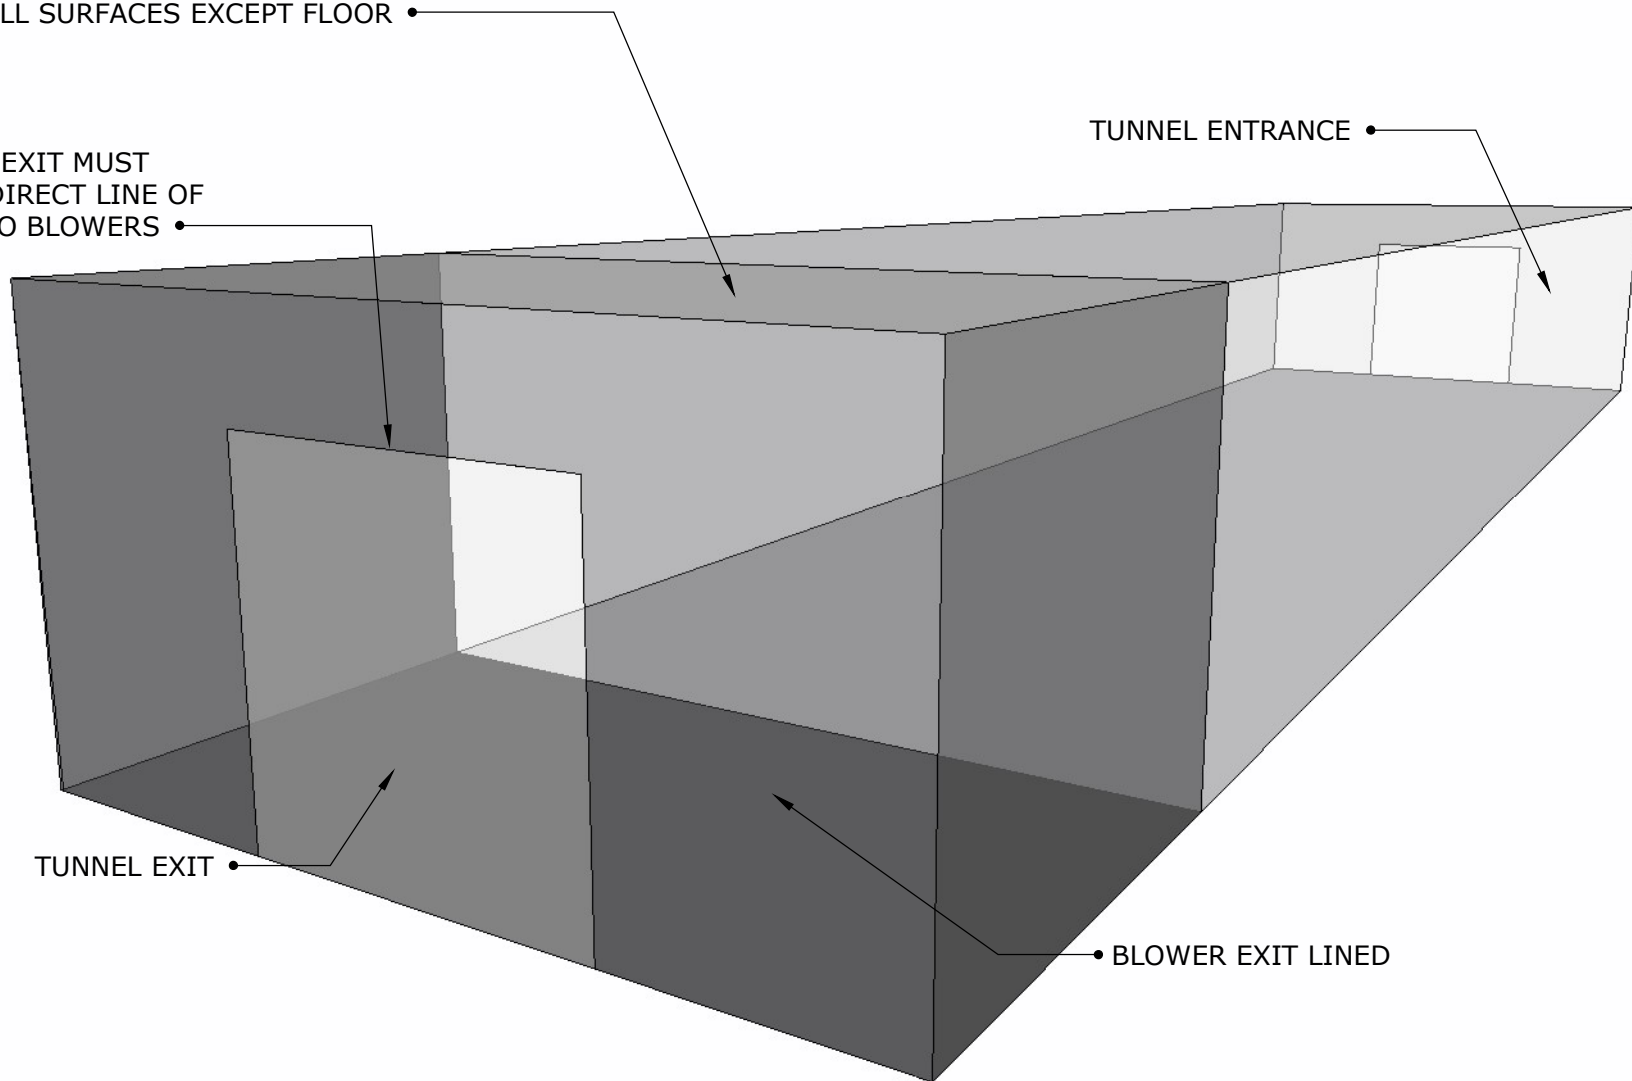 LL SURFACES EXCEPT FLOOR
TUNNEL ENTRANCE
EXIT MUST
DIRECT LINE OF
O BLOWERS
TUNNEL EXIT
BLOWER EXIT LINED